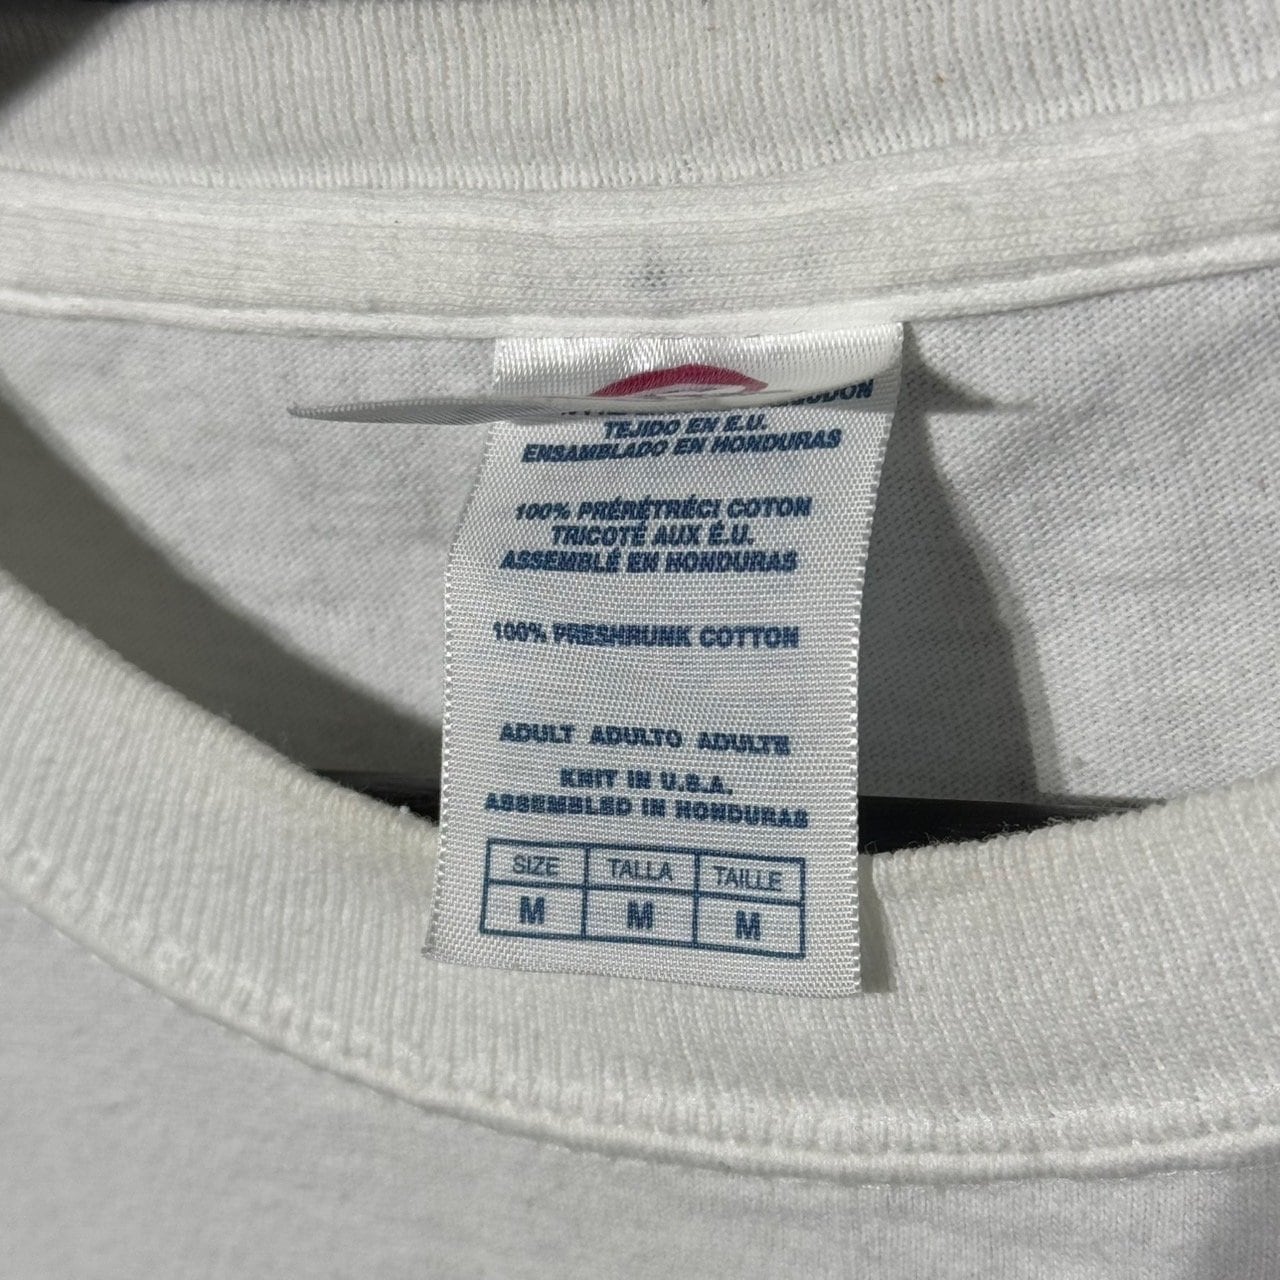 TEJIDO EN E.U.
ENSAMBLADO EN HONDURAS
100% PRÉRÉTRÉCI COTON
TRICOTÉ AUX É.U.
ASSEMBLÉ EN HONDURAS
100% PRESHRUNK COTTON
ADULT ADULTO ADULTE
KNIT IN U.S.A.
ASSEMBLED IN HONDURAS
SIZE TALLA TAILLE
M M M